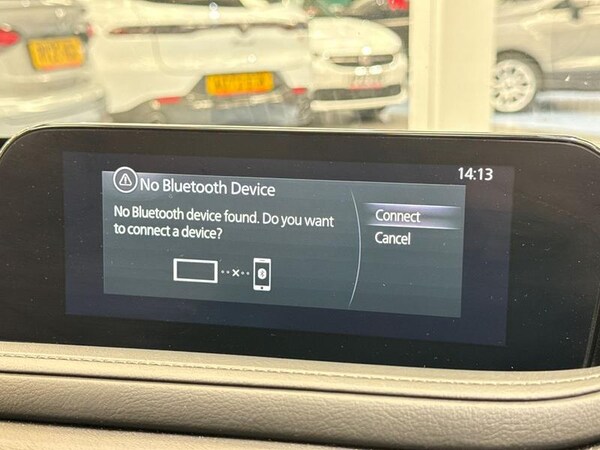 14:13
No Bluetooth Device
No Bluetooth device found. Do you want
to connect a device?
Connect
Cancel